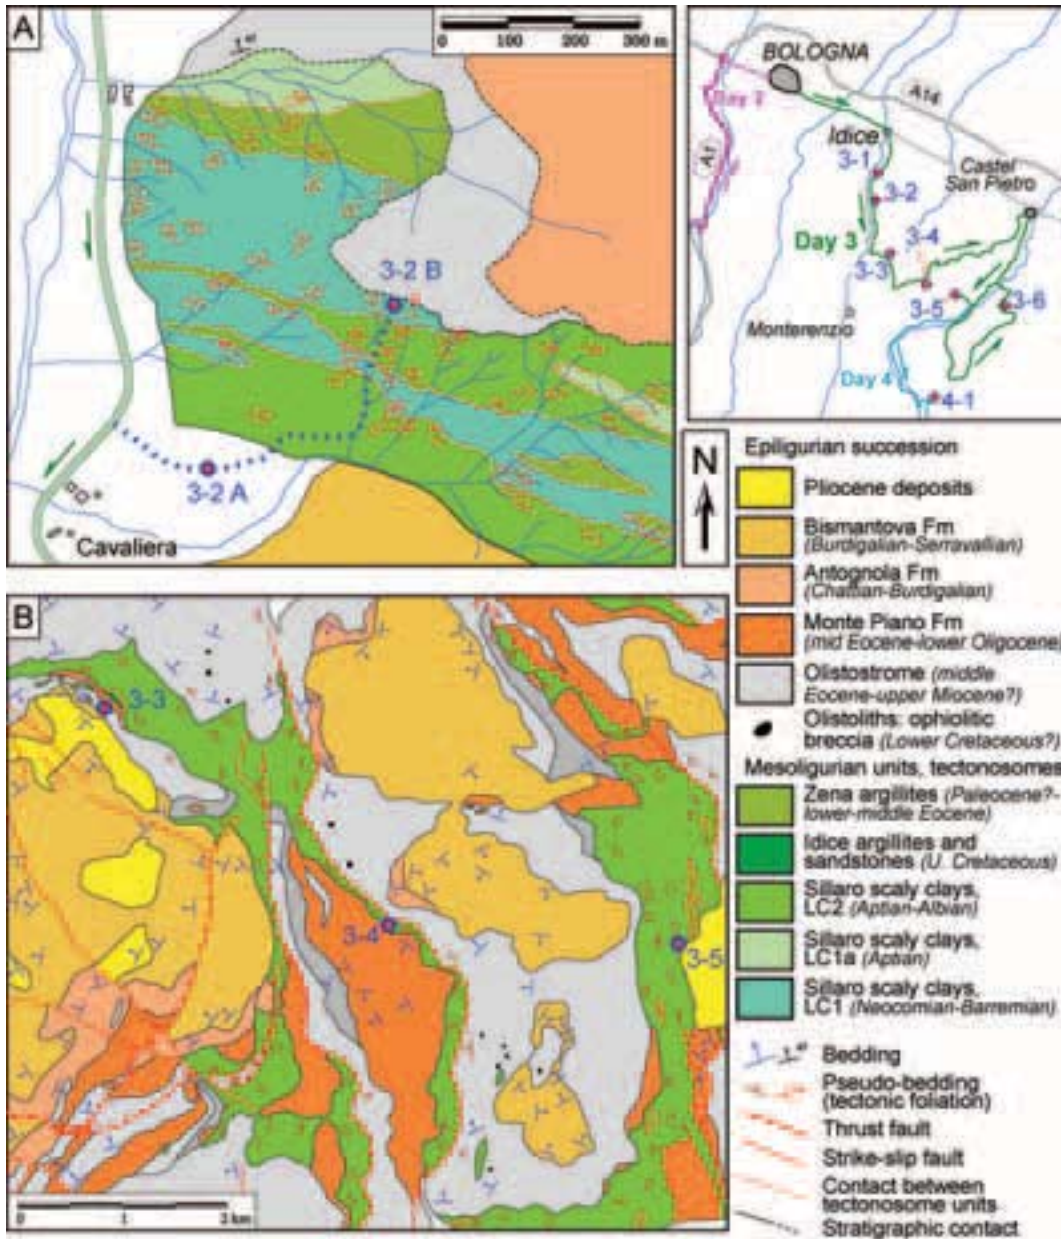 A
0 100 200 300 m
3-2 B
3-2 A
Cavaliera
BOLOGNA
A14
Day 2
A1
Idice
3-1
3-2
Castel
San Pietro
Day 3
3-4
3-3
3-5
3-6
Monterenzio
Day 4
4-1
N
B
3-3
3-4
3-5
0 1 2 km
Epiligurian succession
Pliocene deposits
Bismantova Fm
(Burdigalian-Serravallian)
Antognola Fm
(Chattian-Burdigalian)
Monte Piano Fm
(mid Eocene-lower Oligocene)
Olistostrome (middle
Eocene-upper Miocene?)
Olistoliths: ophiolitic
breccia (Lower Cretaceous?)
Mesoligurian units, tectonosomes
Zena argillites (Paleocene?-
lower-middle Eocene)
Idice argillites and
sandstones (U. Cretaceous)
Sillaro scaly clays,
LC2 (Aptian-Albian)
Sillaro scaly clays,
LC1a (Aptian)
Sillaro scaly clays,
LC1 (Neocomian-Barremian)
Bedding
Pseudo-bedding
(tectonic foliation)
Thrust fault
Strike-slip fault
Contact between
tectonosome units
Stratigraphic contact